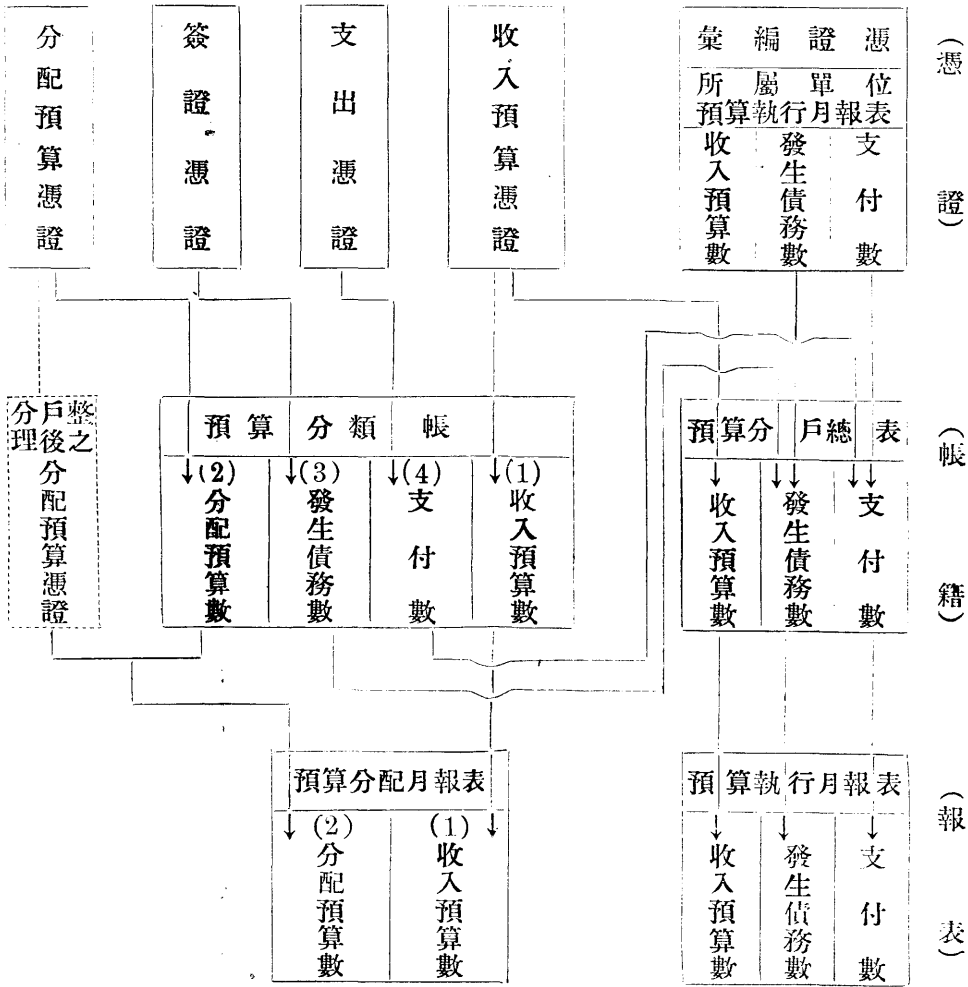 (憑證)
分配預算憑證
簽證憑證
支出憑證
收入預算憑證
彙編證憑
所屬單位
預算執行月報表
收入預算數
發生債務數
支付數
(帳籍)
分戶整
理後之
分配預算憑證
預算分類帳
(2)
分配預算數
(3)
發生債務數
(4)
支付數
(1)
收入預算數
預算分戶總表
收入預算數
發生債務數
支付數
(報表)
預算分配月報表
(2)
分配預算數
(1)
收入預算數
預算執行月報表
收入預算數
發生債務數
支付數